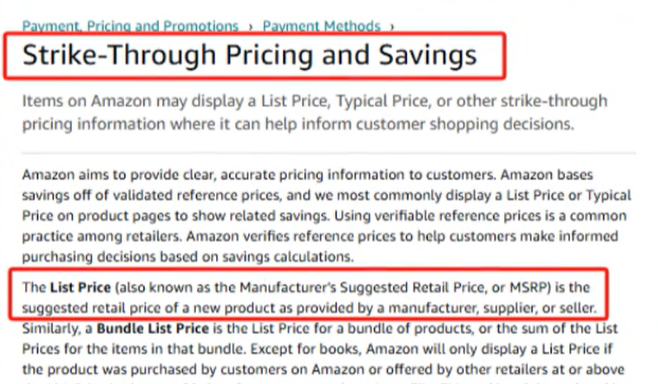 Payment, Pricing and Promotions › Payment Methods ›
Strike-Through Pricing and Savings
Items on Amazon may display a List Price, Typical Price, or other strike-through
pricing information where it can help inform customer shopping decisions.
Amazon aims to provide clear, accurate pricing information to customers. Amazon bases
savings off of validated reference prices, and we most commonly display a List Price or Typical
Price on product pages to show related savings. Using verifiable reference prices is a common
practice among retailers. Amazon verifies reference prices to help customers make informed
purchasing decisions based on savings calculations.
The List Price (also known as the Manufacturer's Suggested Retail Price, or MSRP) is the
suggested retail price of a new product as provided by a manufacturer, supplier, or seller.
Similarly, a Bundle List Price is the List Price for a bundle of products, or the sum of the List
Prices for the items in that bundle. Except for books, Amazon will only display a List Price if
the product was purchased by customers on Amazon or offered by other retailers at or above